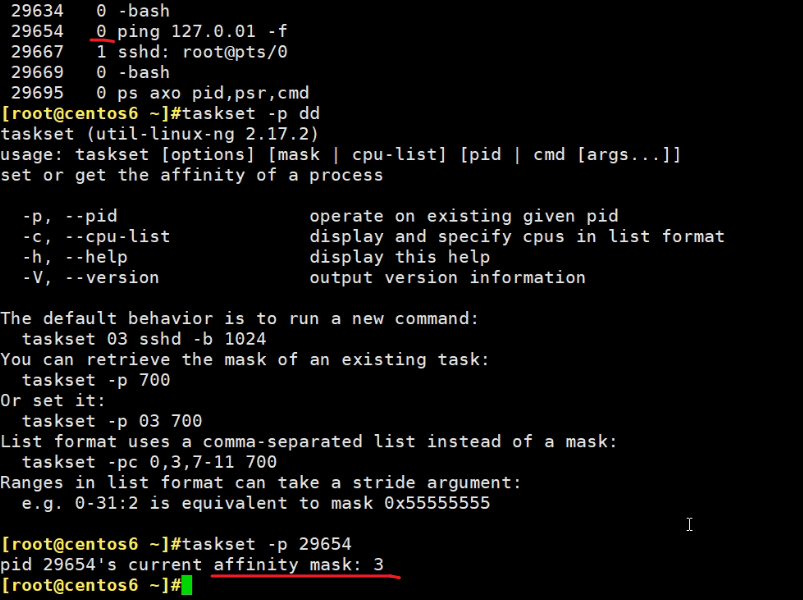 29634   0 -bash
29654   0 ping 127.0.01 -f
29667   1 sshd: root@pts/0
29669   0 -bash
29695   0 ps axo pid,psr,cmd
[root@centos6 ~]#taskset -p dd
taskset (util-linux-ng 2.17.2)
usage: taskset [options] [mask | cpu-list] [pid | cmd [args...]]
set or get the affinity of a process
-p, --pid                  operate on existing given pid
-c, --cpu-list             display and specify cpus in list format
-h, --help                 display this help
-V, --version              output version information
The default behavior is to run a new command:
taskset 03 sshd -b 1024
You can retrieve the mask of an existing task:
taskset -p 700
Or set it:
taskset -p 03 700
List format uses a comma-separated list instead of a mask:
taskset -pc 0,3,7-11 700
Ranges in list format can take a stride argument:
e.g. 0-31:2 is equivalent to mask 0x55555555
[root@centos6 ~]#taskset -p 29654
pid 29654's current affinity mask: 3
[root@centos6 ~]#